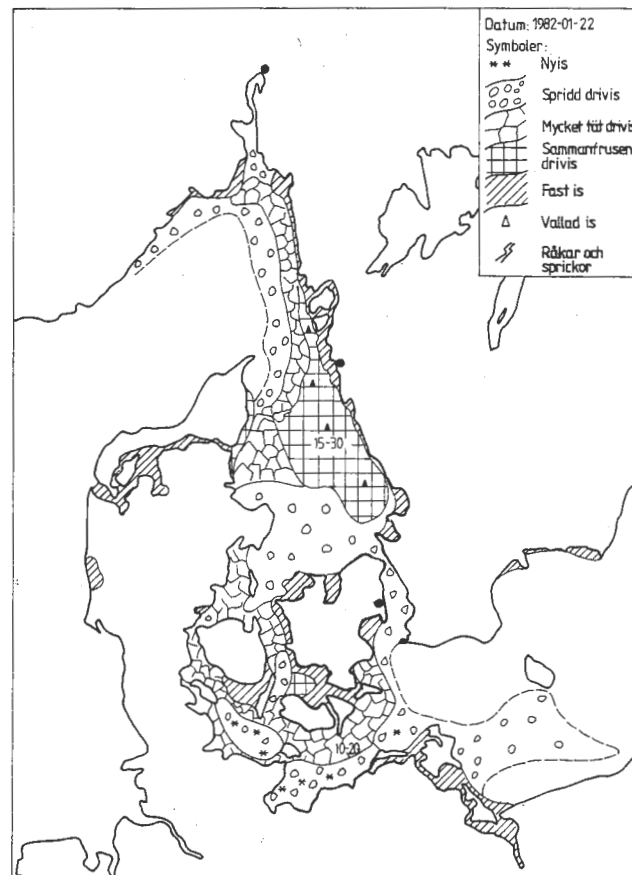 Datum: 1982-01-22
Symboler:
Nyis
Spridd drivis
Mycket tät drivis
Sammanfrusen
drivis
Fast is
Vallad is
Råkar och
sprickor
15-30
10-20